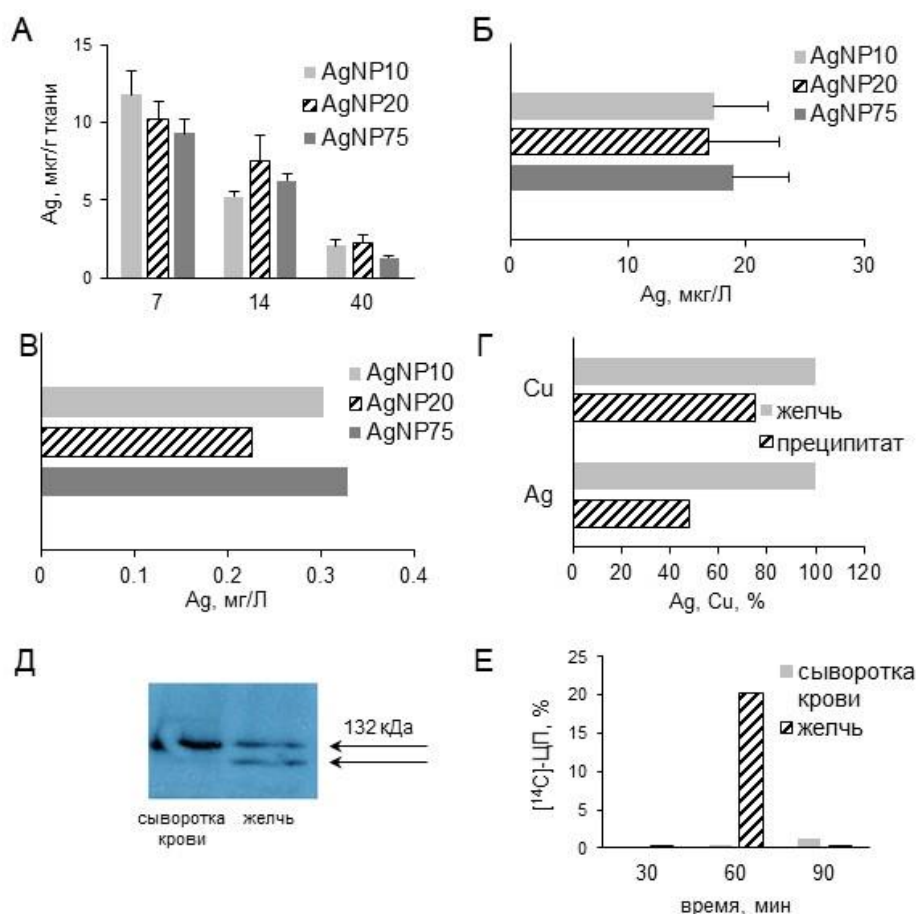 А
Ag, мкг/г ткани
15
10
5
0
7 14 40
AgNP10
AgNP20
AgNP75
Б
AgNP10
AgNP20
AgNP75
0 10 20 30
Ag, мкг/Л
В
AgNP10
AgNP20
AgNP75
0 0.1 0.2 0.3 0.4
Ag, мг/Л
Г
Cu
Ag
желчь
преципитат
0 20 40 60 80 100 120
Ag, Cu, %
Д
132 кДа
сыворотка
крови
желчь
Е
[¹⁴C]-ЦП, %
25
20
15
10
5
0
30 60 90
время, мин
сыворотка
крови
желчь